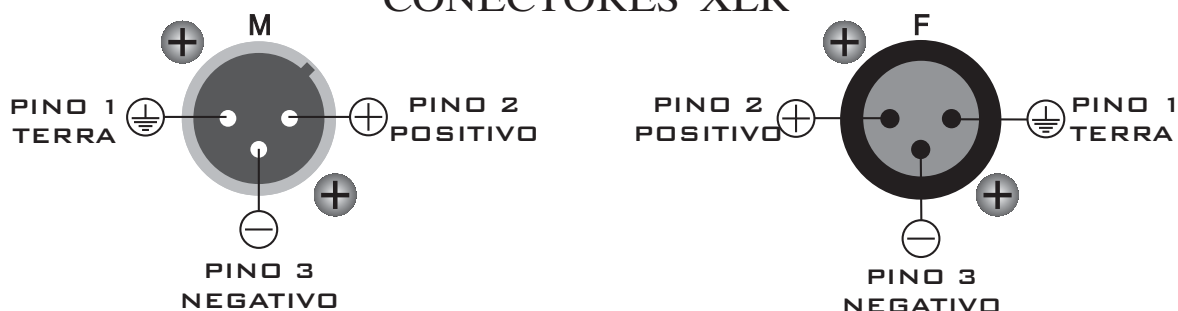 CONECTORES XLR
M
PINO 1
TERRA
PINO 2
POSITIVO
PINO 3
NEGATIVO
F
PINO 2
POSITIVO
PINO 1
TERRA
PINO 3
NEGATIVO